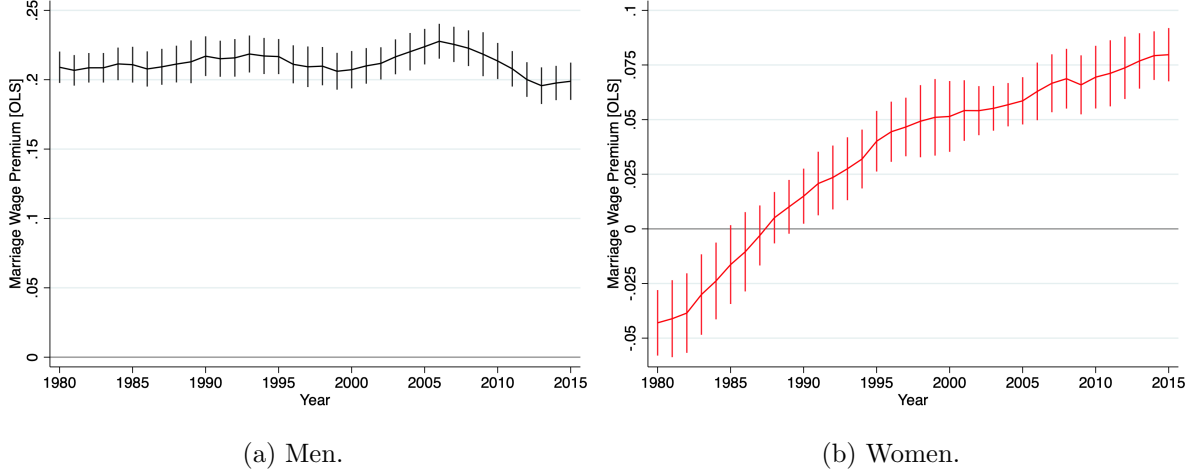 .25
.2
.15
.1
.05
0
Marriage Wage Premium [OLS]
1980 1985 1990 1995 2000 2005 2010 2015
Year
(a) Men.
.1
.075
.05
.025
0
-.025
-.05
Marriage Wage Premium [OLS]
1980 1985 1990 1995 2000 2005 2010 2015
Year
(b) Women.